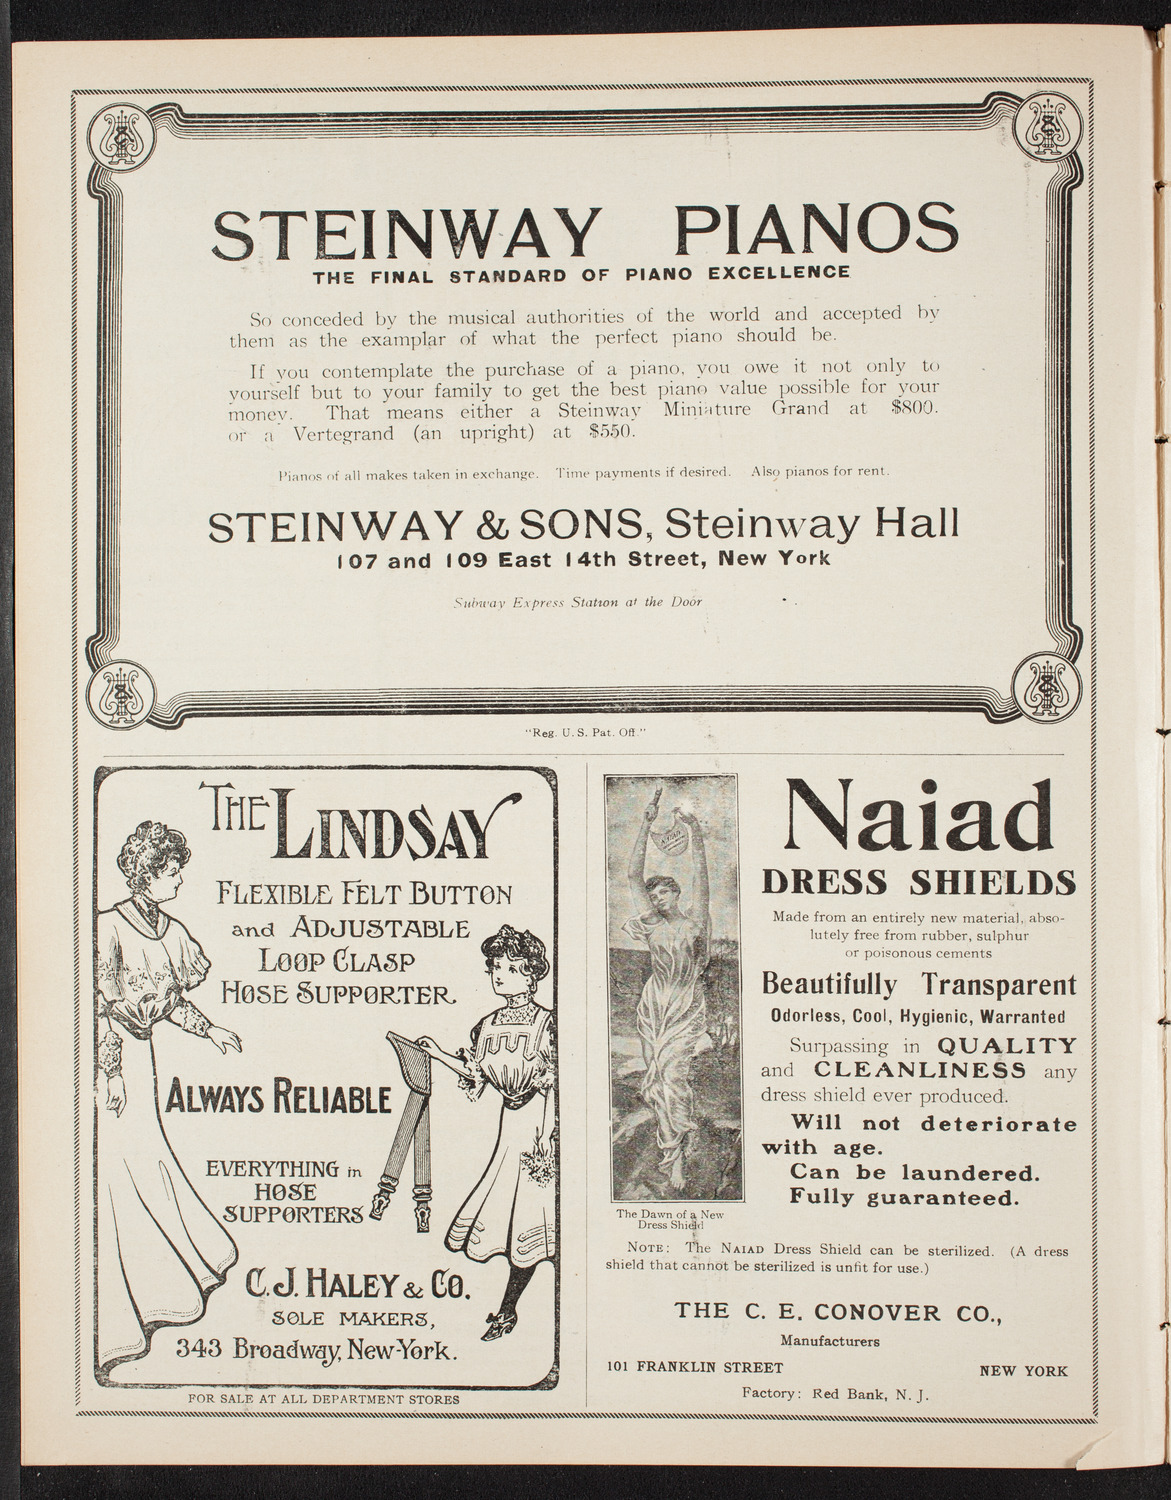 STEINWAY PIANOS
THE FINAL STANDARD OF PIANO EXCELLENCE
So conceded by the musical authorities of the world and accepted by
them as the examplar of what the perfect piano should be.
If you contemplate the purchase of a piano, you owe it not only to
yourself but to your family to get the best piano value possible for your
money. That means either a Steinway Miniature Grand at $800.
or a Vertegrand (an upright) at $550.
Pianos of all makes taken in exchange. Time payments if desired. Also pianos for rent.
STEINWAY & SONS, Steinway Hall
107 and 109 East 14th Street, New York
Subway Express Station at the Door
"Reg. U. S. Pat. Off."
THE LINDSAY
FLEXIBLE FELT BUTTON
and ADJUSTABLE
LOOP CLASP
HOSE SUPPORTER.
ALWAYS RELIABLE
EVERYTHING in
HOSE
SUPPORTERS
C. J. HALEY & CO.
SOLE MAKERS,
343 Broadway, New-York.
FOR SALE AT ALL DEPARTMENT STORES
The Dawn of a New
Dress Shield
Naiad
DRESS SHIELDS
Made from an entirely new material, abso-
lutely free from rubber, sulphur
or poisonous cements
Beautifully Transparent
Odorless, Cool, Hygienic, Warranted
Surpassing in QUALITY
and CLEANLINESS any
dress shield ever produced.
Will not deteriorate
with age.
Can be laundered.
Fully guaranteed.
NOTE: The NAIAD Dress Shield can be sterilized. (A dress
shield that cannot be sterilized is unfit for use.)
THE C. E. CONOVER CO.,
Manufacturers
101 FRANKLIN STREET NEW YORK
Factory: Red Bank, N. J.